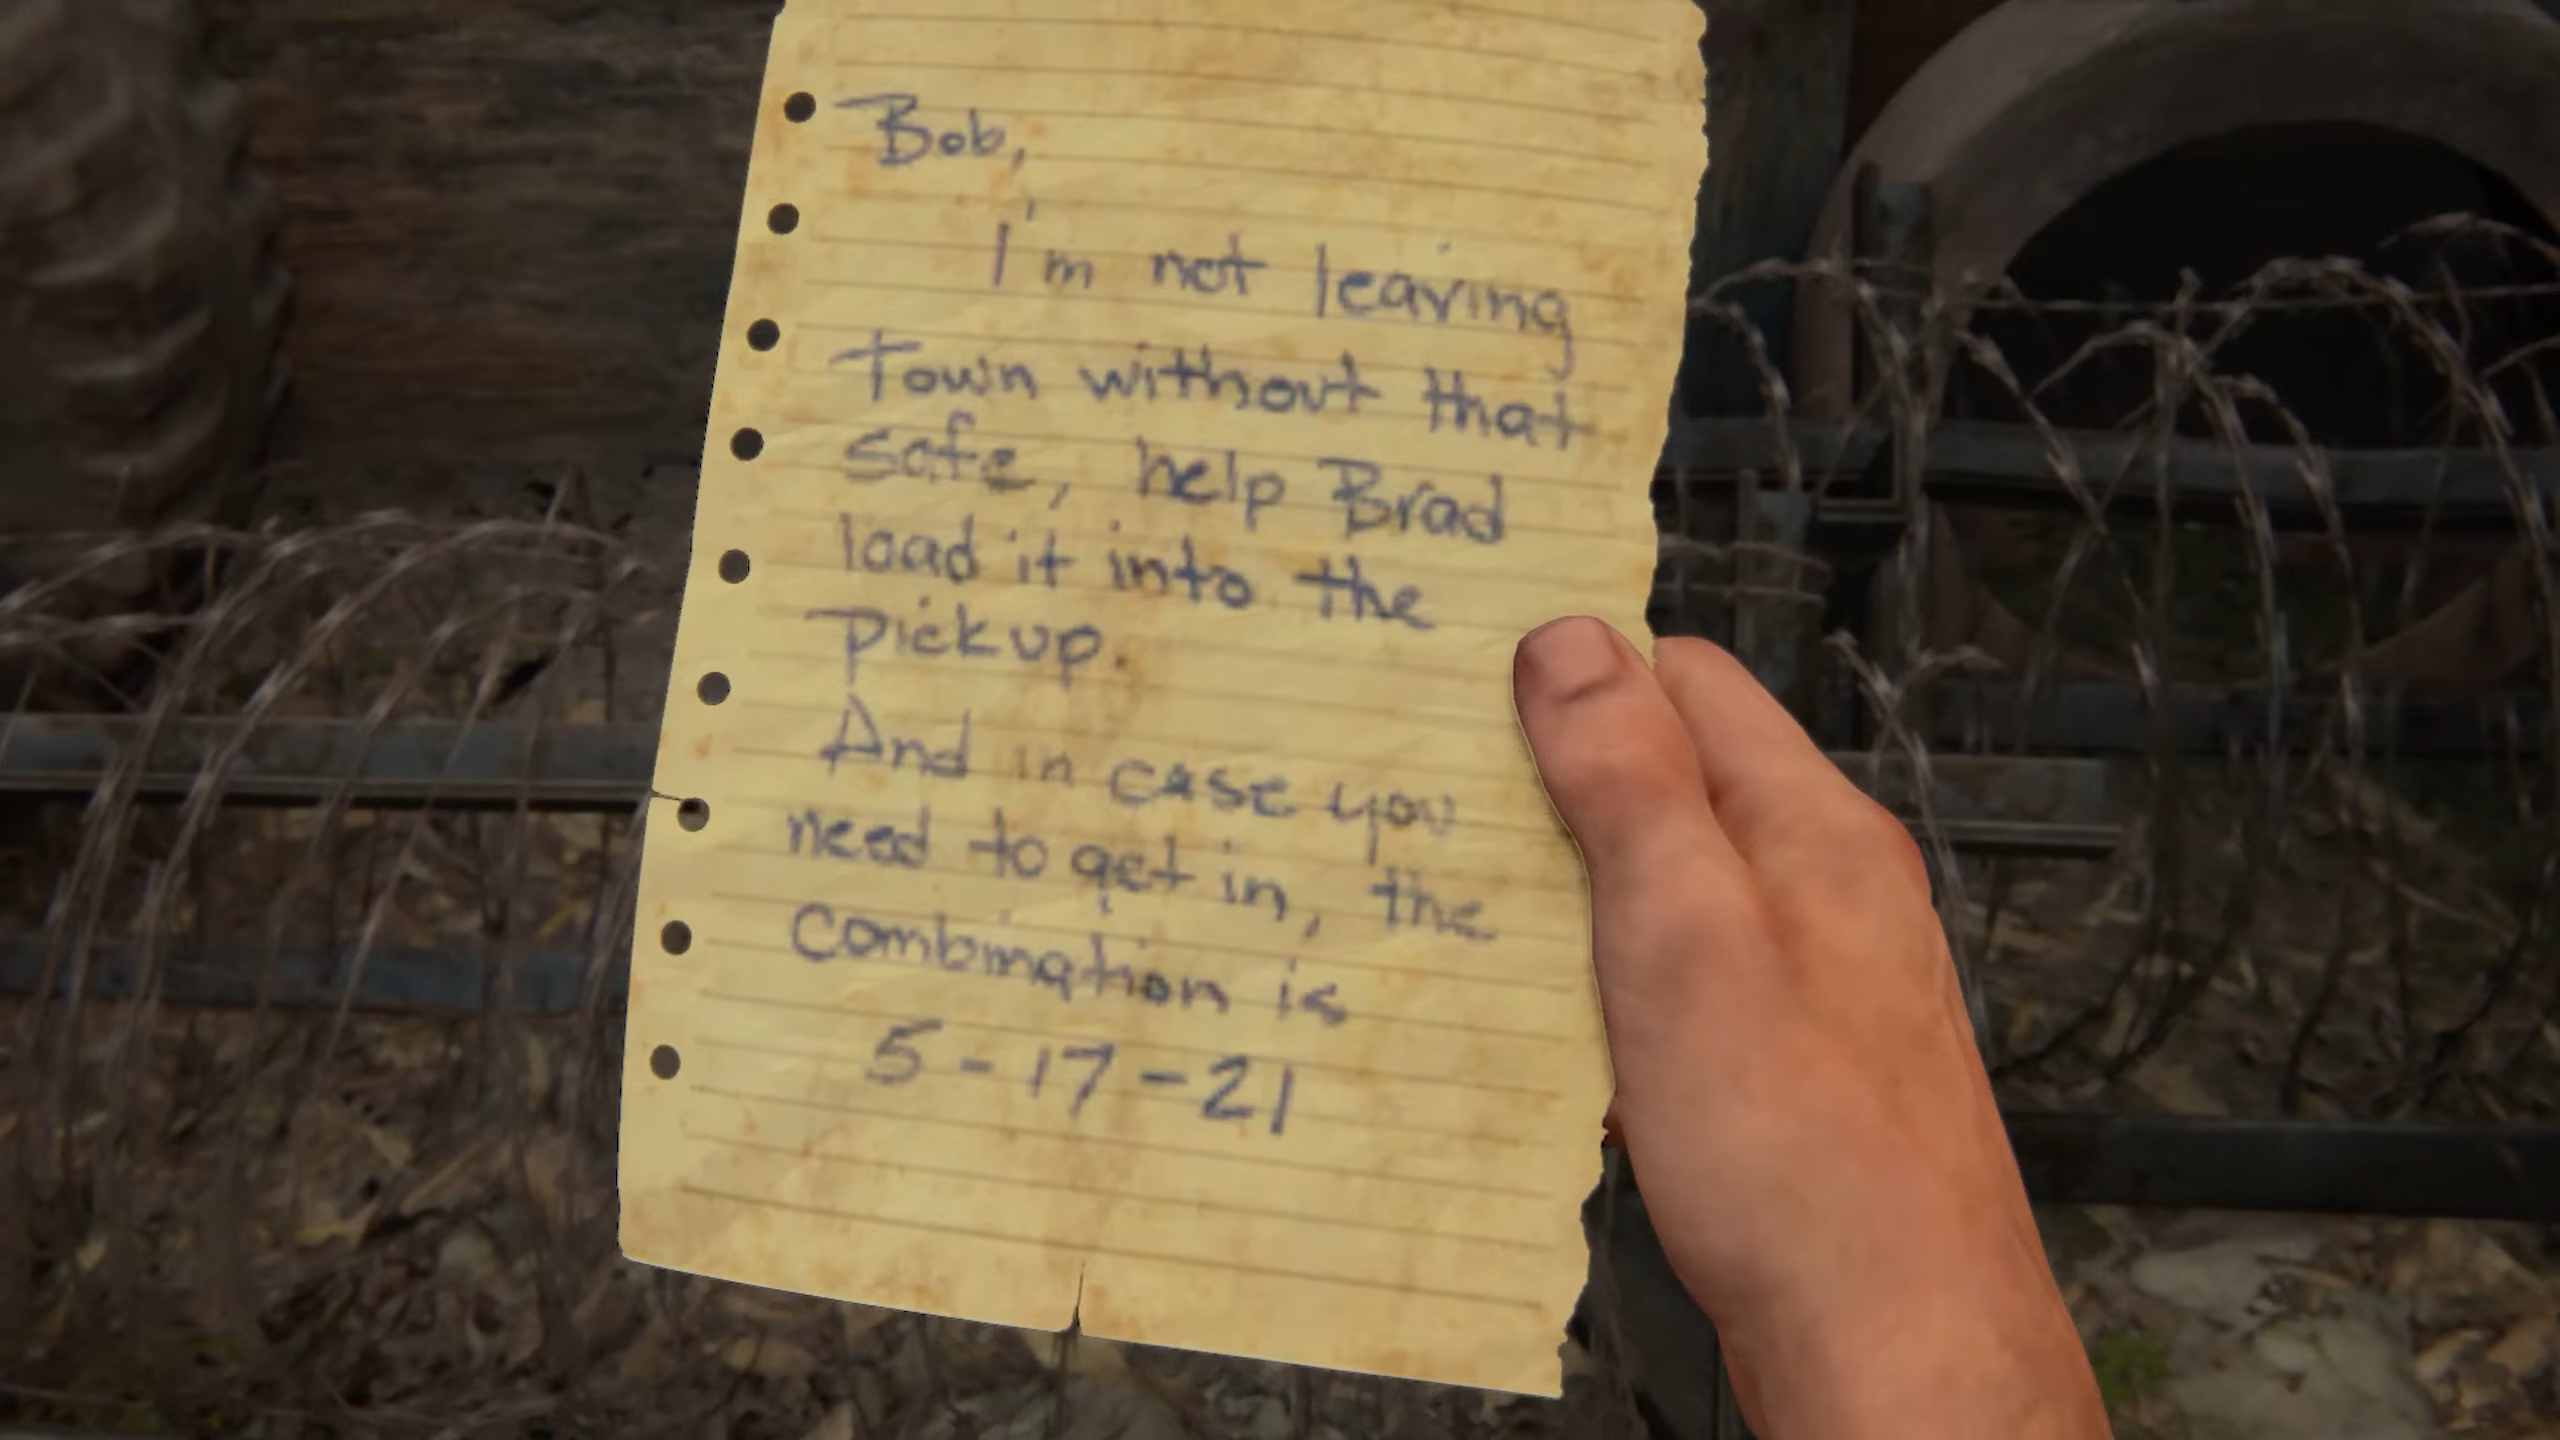 Bob,
I'm not leaving
Town without that
safe, help Brad
load it into the
pickup.
And in case you
need to get in, the
combination is
5-17-21